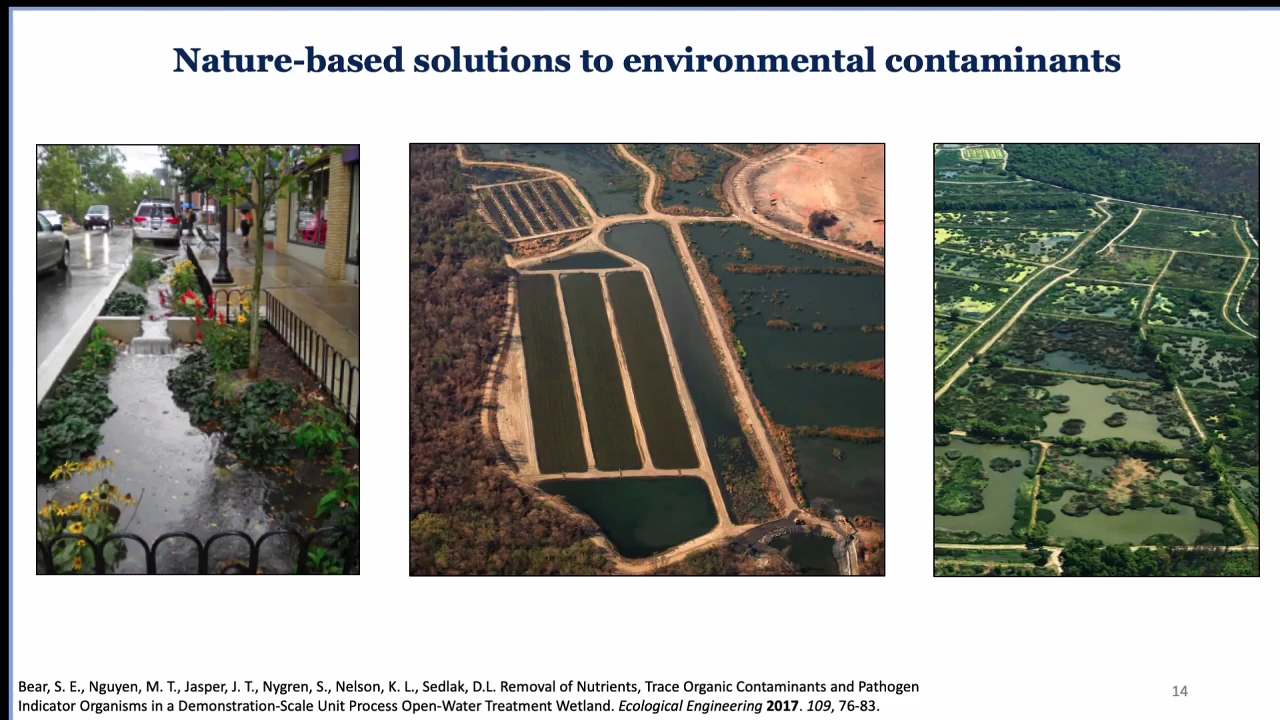 Nature-based solutions to environmental contaminants
Bear, S. E., Nguyen, M. T., Jasper, J. T., Nygren, S., Nelson, K. L., Sedlak, D.L. Removal of Nutrients, Trace Organic Contaminants and Pathogen
Indicator Organisms in a Demonstration-Scale Unit Process Open-Water Treatment Wetland. Ecological Engineering 2017. 109, 76-83.
14